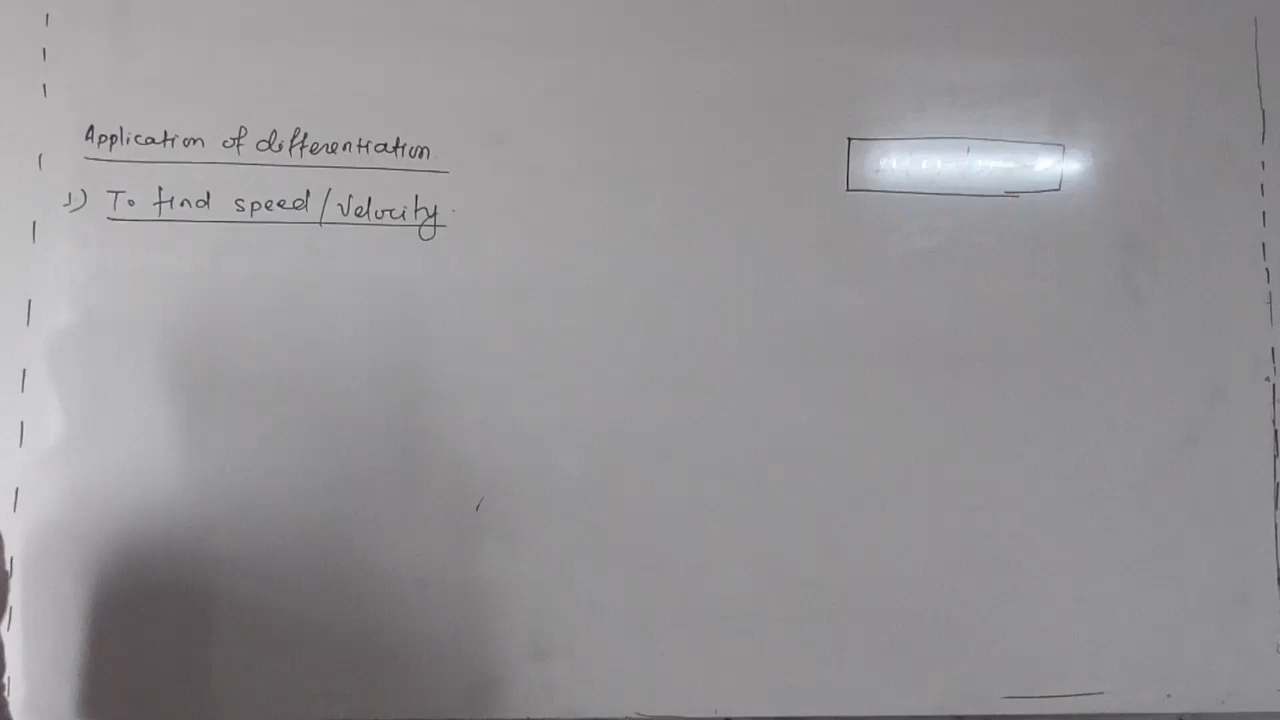 Application of differentiation
1) To find speed/Velocity.